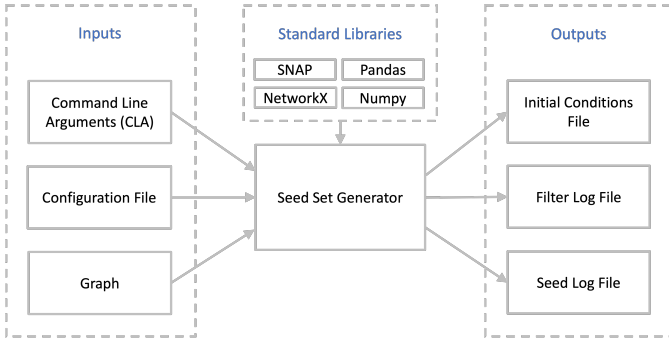 Inputs
Command Line
Arguments (CLA)
Configuration File
Graph
Standard Libraries
SNAP
Pandas
NetworkX
Numpy
Seed Set Generator
Outputs
Initial Conditions
File
Filter Log File
Seed Log File